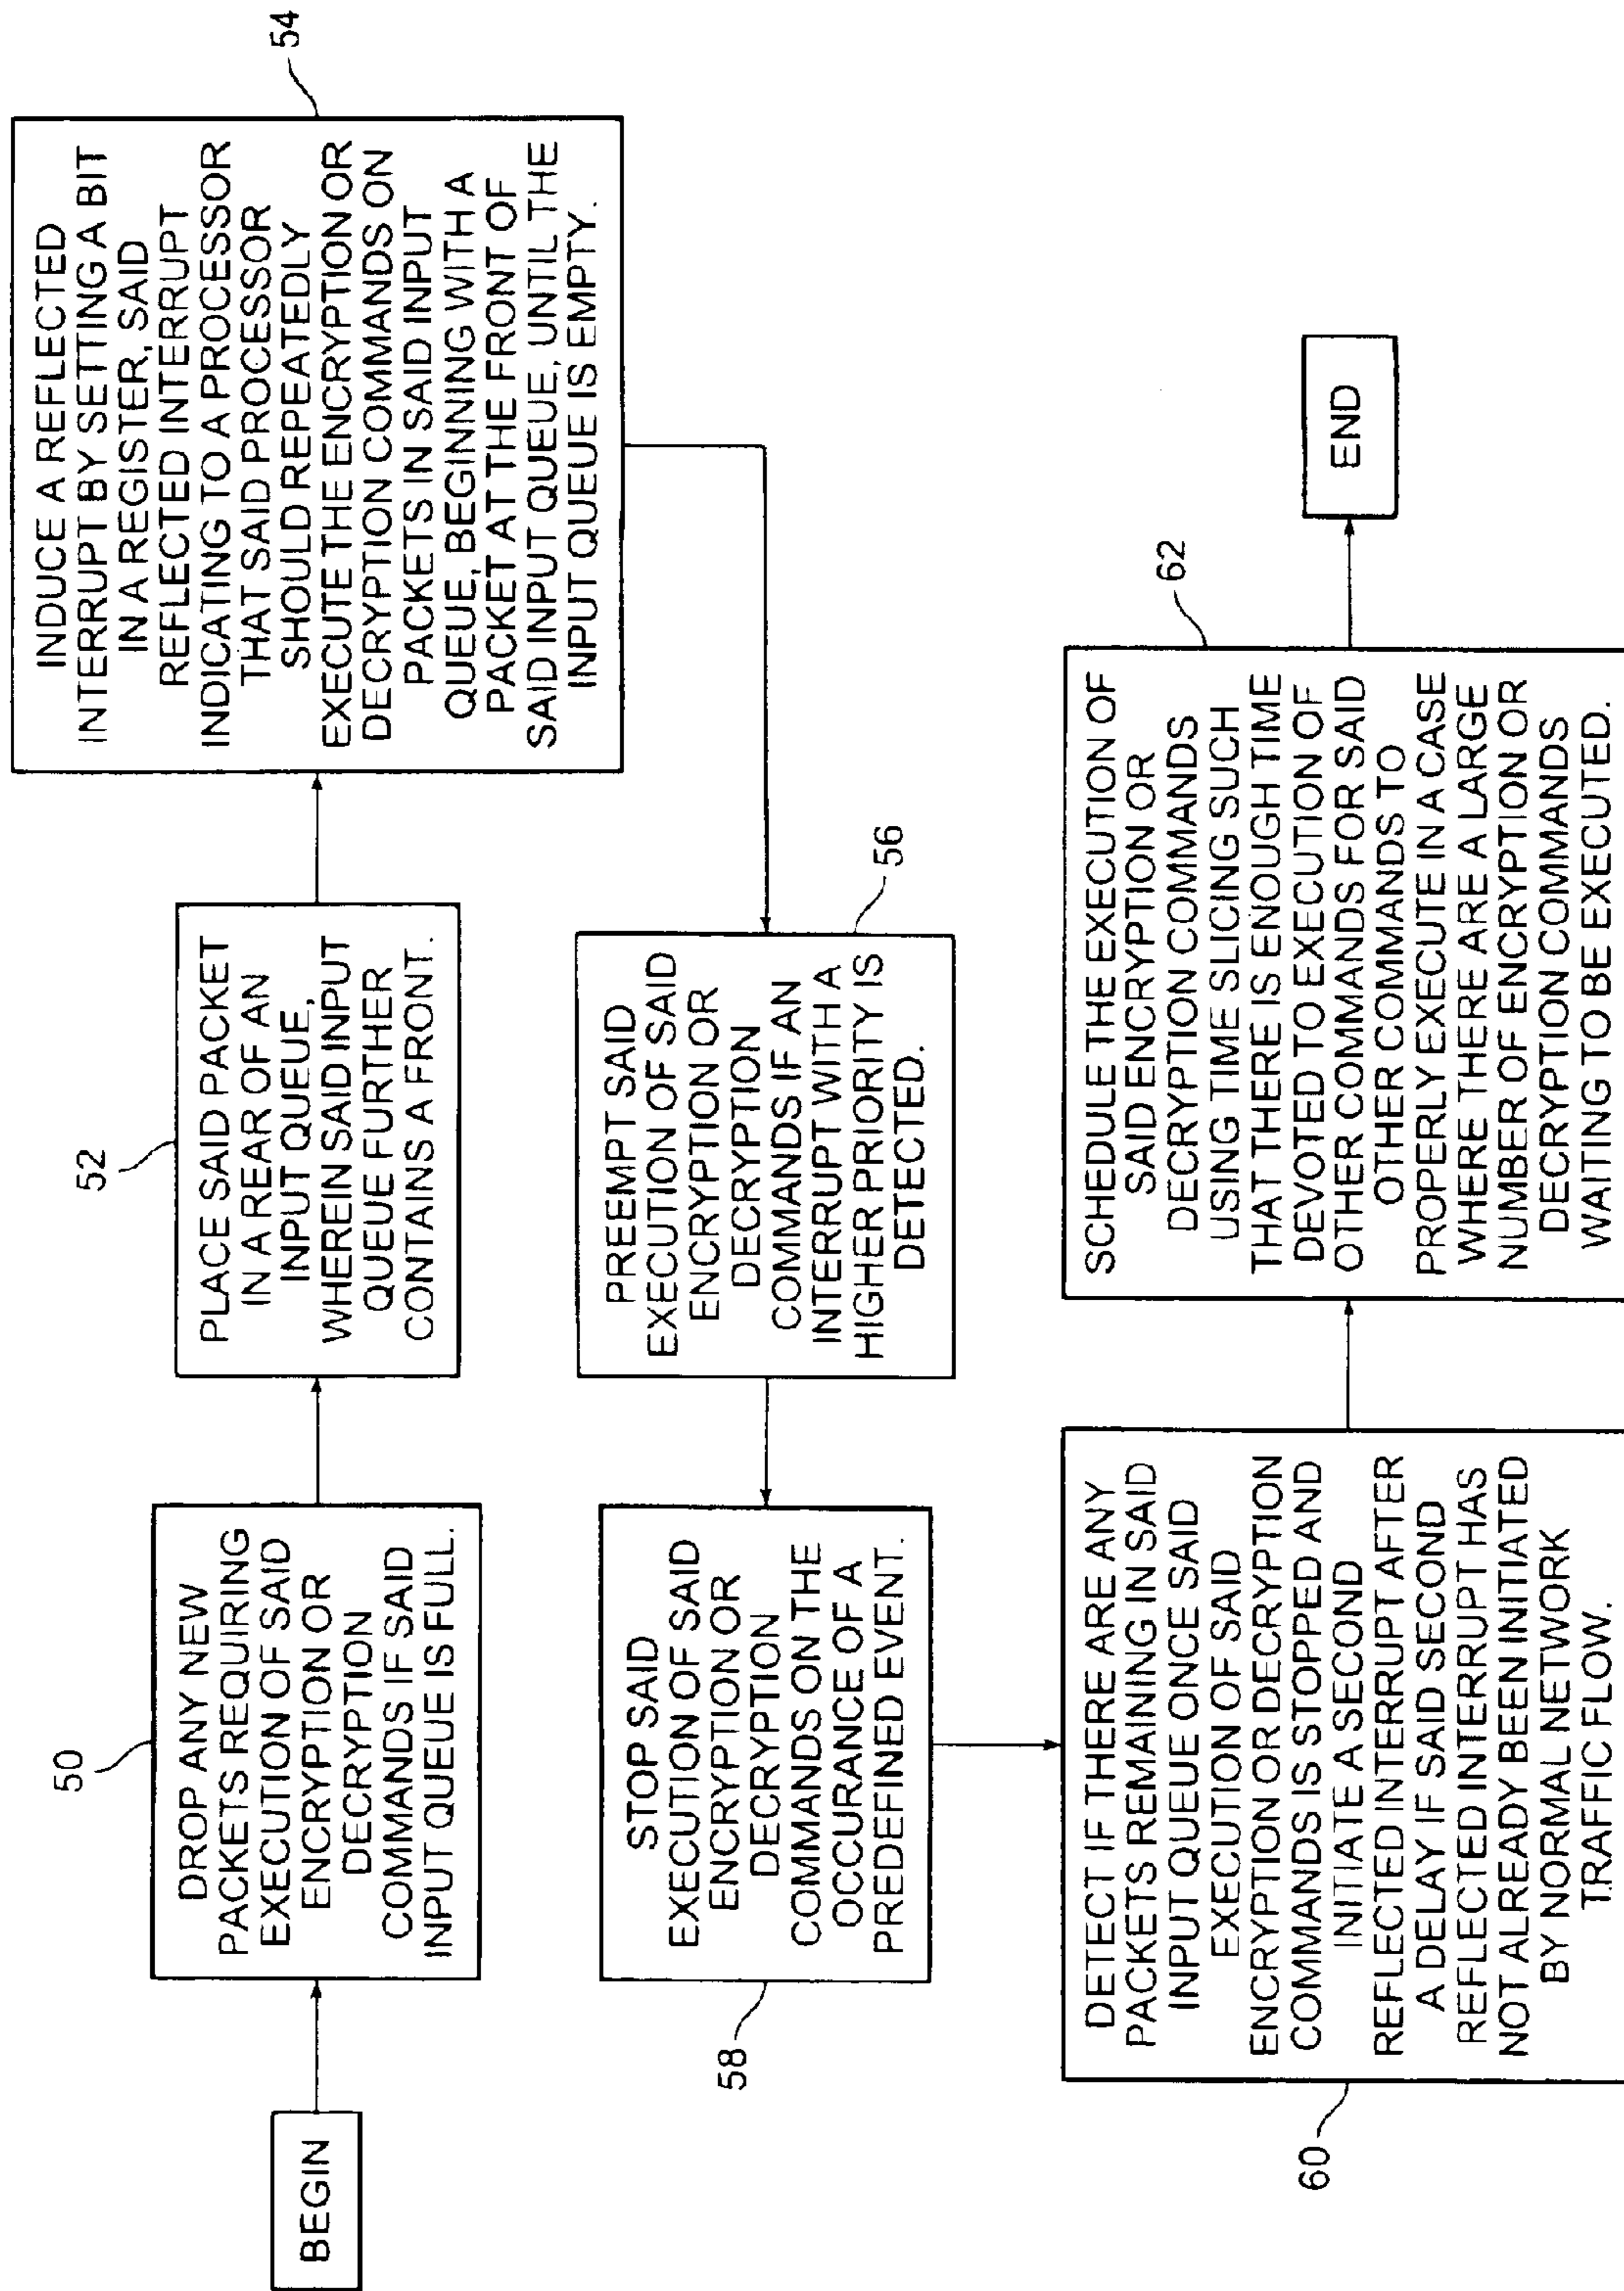 BEGIN
50
DROP ANY NEW
PACKETS REQUIRING
EXECUTION OF SAID
ENCRYPTION OR
DECRYPTION
COMMANDS IF SAID
INPUT QUEUE IS FULL.
52
PLACE SAID PACKET
IN A REAR OF AN
INPUT QUEUE,
WHEREIN SAID INPUT
QUEUE FURTHER
CONTAINS A FRONT.
54
INDUCE A REFLECTED
INTERRUPT BY SETTING A BIT
IN A REGISTER, SAID
REFLECTED INTERRUPT
INDICATING TO A PROCESSOR
THAT SAID PROCESSOR
SHOULD REPEATEDLY
EXECUTE THE ENCRYPTION OR
DECRYPTION COMMANDS ON
PACKETS IN SAID INPUT
QUEUE, BEGINNING WITH A
PACKET AT THE FRONT OF
SAID INPUT QUEUE, UNTIL THE
INPUT QUEUE IS EMPTY.
56
PREEMPT SAID
EXECUTION OF SAID
ENCRYPTION OR
DECRYPTION
COMMANDS IF AN
INTERRUPT WITH A
HIGHER PRIORITY IS
DETECTED.
58
STOP SAID
EXECUTION OF SAID
ENCRYPTION OR
DECRYPTION
COMMANDS ON THE
OCCURANCE OF A
PREDEFINED EVENT.
60
DETECT IF THERE ARE ANY
PACKETS REMAINING IN SAID
INPUT QUEUE ONCE SAID
EXECUTION OF SAID
ENCRYPTION OR DECRYPTION
COMMANDS IS STOPPED AND
INITIATE A SECOND
REFLECTED INTERRUPT AFTER
A DELAY IF SAID SECOND
REFLECTED INTERRUPT HAS
NOT ALREADY BEEN INITIATED
BY NORMAL NETWORK
TRAFFIC FLOW.
62
SCHEDULE THE EXECUTION OF
SAID ENCRYPTION OR
DECRYPTION COMMANDS
USING TIME SLICING SUCH
THAT THERE IS ENOUGH TIME
DEVOTED TO EXECUTION OF
OTHER COMMANDS FOR SAID
OTHER COMMANDS TO
PROPERLY EXECUTE IN A CASE
WHERE THERE ARE A LARGE
NUMBER OF ENCRYPTION OR
DECRYPTION COMMANDS
WAITING TO BE EXECUTED.
END